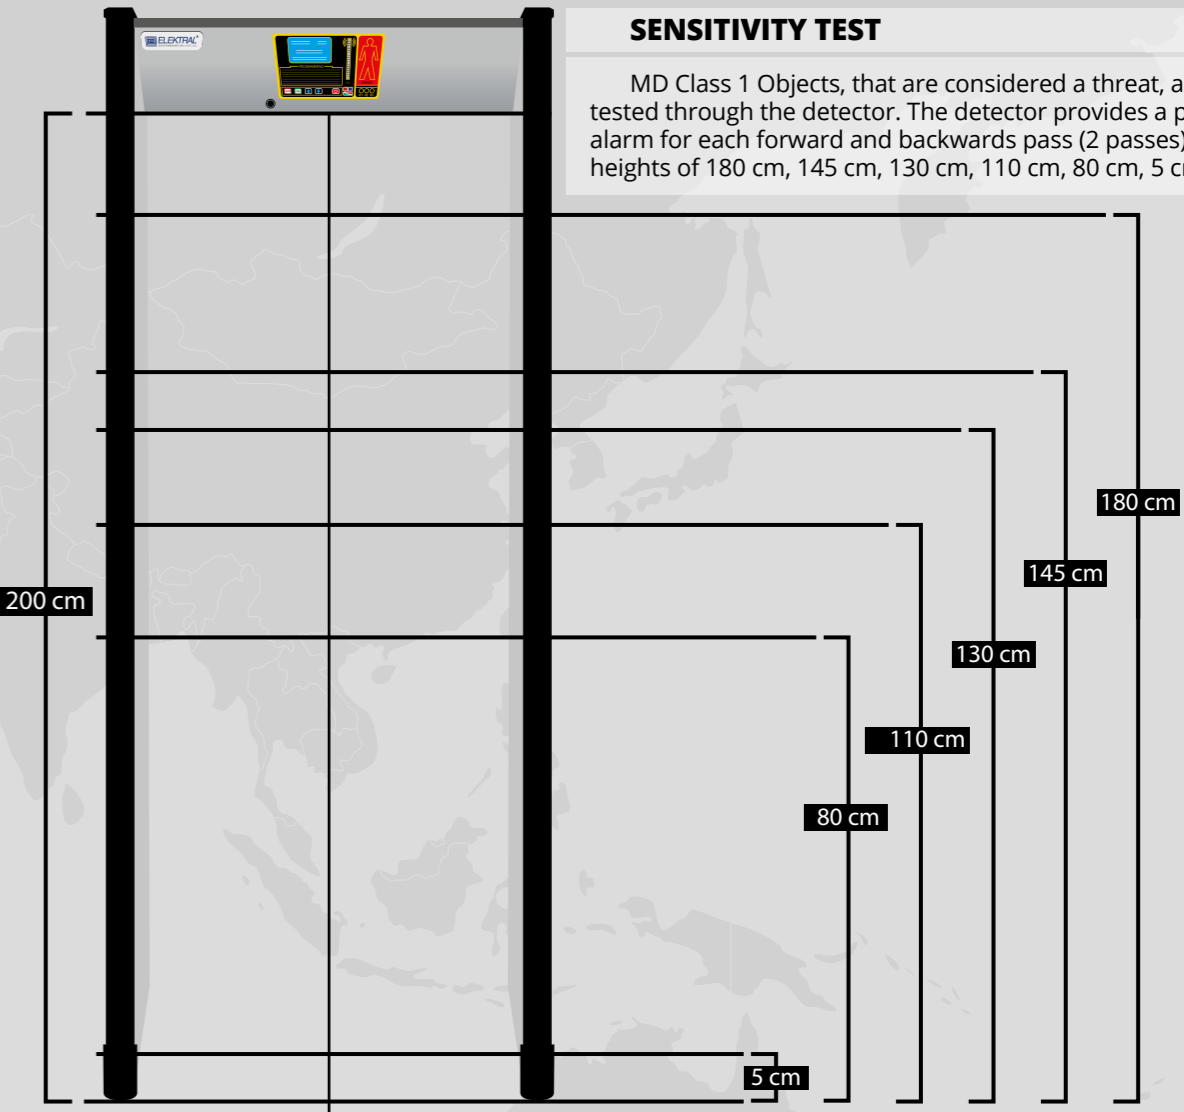 ELEKTRAL
SENSITIVITY TEST
MD Class 1 Objects, that are considered a threat, a
tested through the detector. The detector provides a p
alarm for each forward and backwards pass (2 passes)
heights of 180 cm, 145 cm, 130 cm, 110 cm, 80 cm, 5 c
180 cm
145 cm
200 cm
130 cm
110 cm
80 cm
5 cm